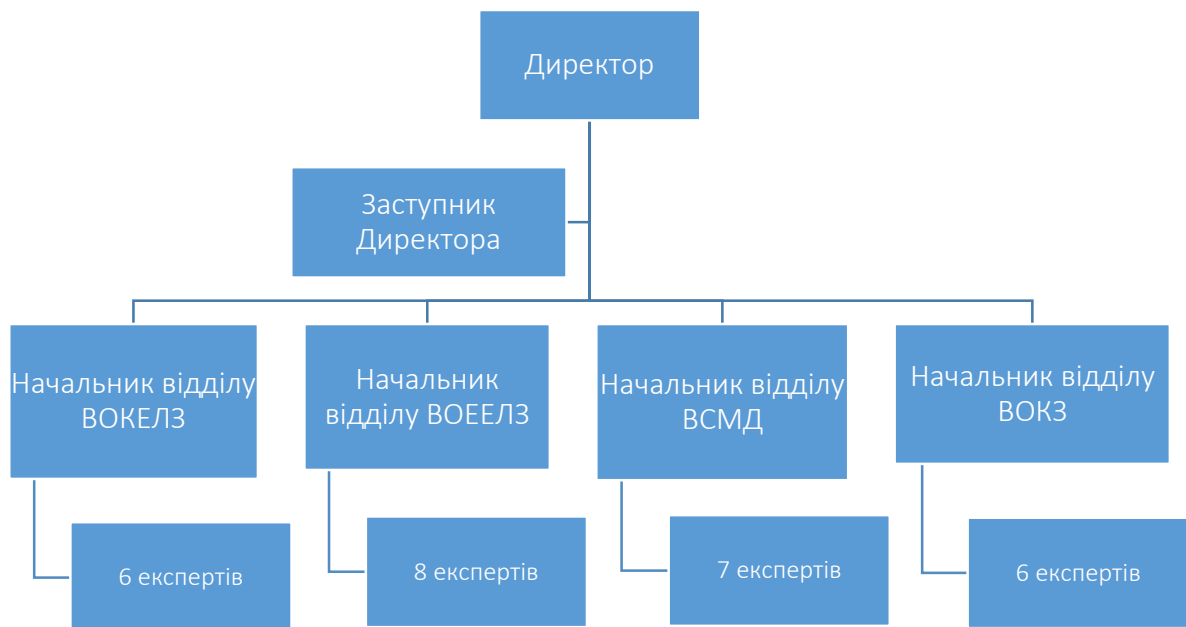 Директор
Заступник
Директора
Начальник відділу
ВОКЕЛЗ
Начальник
відділу ВОЕЕЛЗ
Начальник відділу
ВСМД
Начальник відділу
ВОКЗ
6 експертів
8 експертів
7 експертів
6 експертів